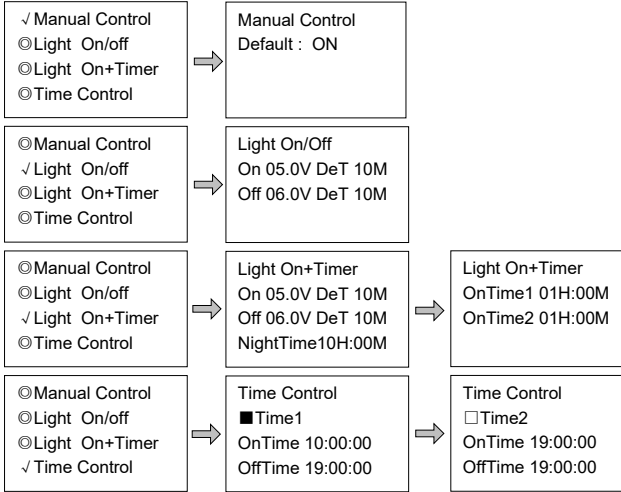 √Manual Control
◎Light On/off
◎Light On+Timer
◎Time Control
Manual Control
Default : ON
◎Manual Control
√Light On/off
◎Light On+Timer
◎Time Control
Light On/Off
On 05.0V DeT 10M
Off 06.0V DeT 10M
◎Manual Control
◎Light On/off
√Light On+Timer
◎Time Control
Light On+Timer
On 05.0V DeT 10M
Off 06.0V DeT 10M
NightTime10H:00M
Light On+Timer
OnTime1 01H:00M
OnTime2 01H:00M
◎Manual Control
◎Light On/off
◎Light On+Timer
√Time Control
Time Control
■Time1
OnTime 10:00:00
OffTime 19:00:00
Time Control
□Time2
OnTime 19:00:00
OffTime 19:00:00